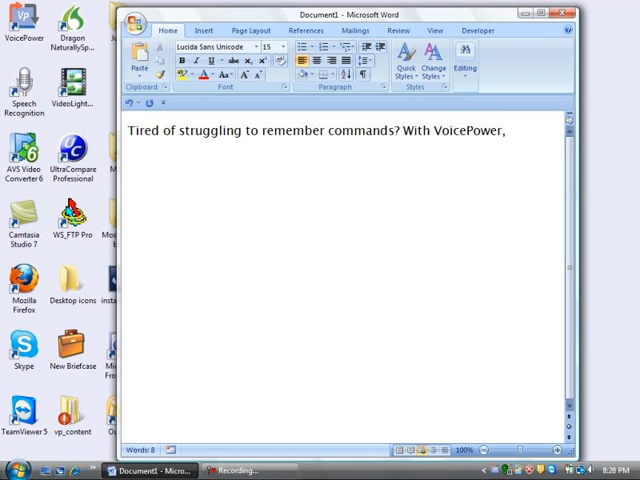 Document1 - Microsoft Word
Home Insert Page Layout References Mailings Review View Developer
Lucida Sans Unicode 15
Paste
Quick Styles
Change Styles
Editing
Clipboard Font Paragraph Styles
Tired of struggling to remember commands? With VoicePower,
Words: 8
100%
VoicePower
Dragon NaturallySp...
Speech Recognition
VideoLight...
AVS Video Converter 6
UltraCompare Professional
Camtasia Studio 7
WS_FTP Pro
Mozilla Firefox
Desktop icons
Skype
New Briefcase
TeamViewer 5
vp_content
Document1 - Micro...
Recording...
8:28 PM